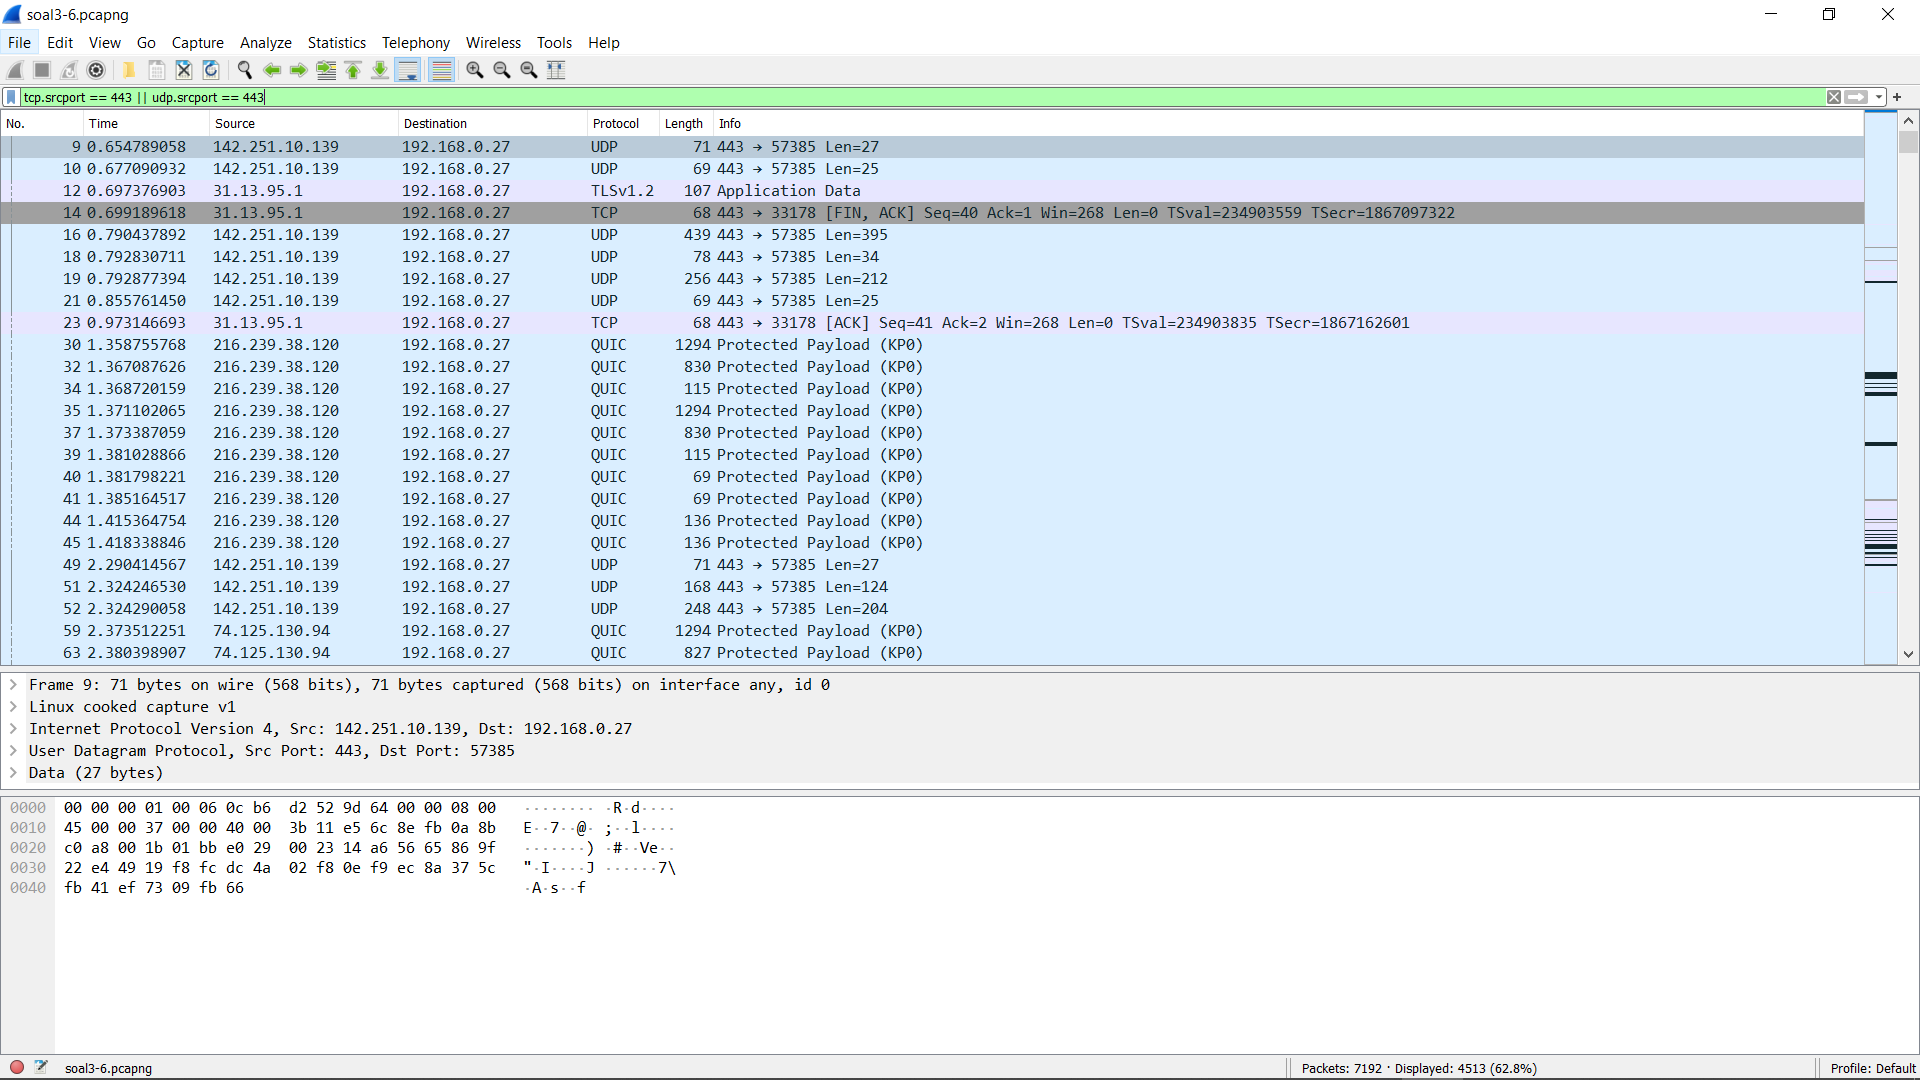 soal3-6.pcapng
File Edit View Go Capture Analyze Statistics Telephony Wireless Tools Help
tcp.srcport == 443 || udp.srcport == 443
No. Time Source Destination Protocol Length Info
9 0.654789058 142.251.10.139 192.168.0.27 UDP 71 443 → 57385 Len=27
10 0.677090932 142.251.10.139 192.168.0.27 UDP 69 443 → 57385 Len=25
12 0.697376903 31.13.95.1 192.168.0.27 TLSv1.2 107 Application Data
14 0.699189618 31.13.95.1 192.168.0.27 TCP 68 443 → 33178 [FIN, ACK] Seq=40 Ack=1 Win=268 Len=0 TSval=234903559 TSecr=1867097322
16 0.790437892 142.251.10.139 192.168.0.27 UDP 439 443 → 57385 Len=395
18 0.792830711 142.251.10.139 192.168.0.27 UDP 78 443 → 57385 Len=34
19 0.792877394 142.251.10.139 192.168.0.27 UDP 256 443 → 57385 Len=212
21 0.855761450 142.251.10.139 192.168.0.27 UDP 69 443 → 57385 Len=25
23 0.973146693 31.13.95.1 192.168.0.27 TCP 68 443 → 33178 [ACK] Seq=41 Ack=2 Win=268 Len=0 TSval=234903835 TSecr=1867162601
30 1.358755768 216.239.38.120 192.168.0.27 QUIC 1294 Protected Payload (KP0)
32 1.367087626 216.239.38.120 192.168.0.27 QUIC 830 Protected Payload (KP0)
34 1.368720159 216.239.38.120 192.168.0.27 QUIC 115 Protected Payload (KP0)
35 1.371102065 216.239.38.120 192.168.0.27 QUIC 1294 Protected Payload (KP0)
37 1.373387059 216.239.38.120 192.168.0.27 QUIC 830 Protected Payload (KP0)
39 1.381028866 216.239.38.120 192.168.0.27 QUIC 115 Protected Payload (KP0)
40 1.381798221 216.239.38.120 192.168.0.27 QUIC 69 Protected Payload (KP0)
41 1.385164517 216.239.38.120 192.168.0.27 QUIC 69 Protected Payload (KP0)
44 1.415364754 216.239.38.120 192.168.0.27 QUIC 136 Protected Payload (KP0)
45 1.418338846 216.239.38.120 192.168.0.27 QUIC 136 Protected Payload (KP0)
49 2.290414567 142.251.10.139 192.168.0.27 UDP 71 443 → 57385 Len=27
51 2.324246530 142.251.10.139 192.168.0.27 UDP 168 443 → 57385 Len=124
52 2.324290058 142.251.10.139 192.168.0.27 UDP 248 443 → 57385 Len=204
59 2.373512251 74.125.130.94 192.168.0.27 QUIC 1294 Protected Payload (KP0)
63 2.380398907 74.125.130.94 192.168.0.27 QUIC 827 Protected Payload (KP0)
Frame 9: 71 bytes on wire (568 bits), 71 bytes captured (568 bits) on interface any, id 0
Linux cooked capture v1
Internet Protocol Version 4, Src: 142.251.10.139, Dst: 192.168.0.27
User Datagram Protocol, Src Port: 443, Dst Port: 57385
Data (27 bytes)
0000 00 00 00 01 00 06 0c b6 d2 52 9d 64 00 00 08 00 ········ ·R·d····
0010 45 00 00 37 00 00 40 00 3b 11 e5 6c 8e fb 0a 8b E··7··@· ;··l····
0020 c0 a8 00 1b 01 bb e0 29 00 23 14 a6 56 65 86 9f ·······) ·#··Ve··
0030 22 e4 49 19 f8 fc dc 4a 02 f8 0e f9 ec 8a 37 5c "·I····J ······7\
0040 fb 41 ef 73 09 fb 66 ·A·s··f
soal3-6.pcapng Packets: 7192 · Displayed: 4513 (62.8%) Profile: Default